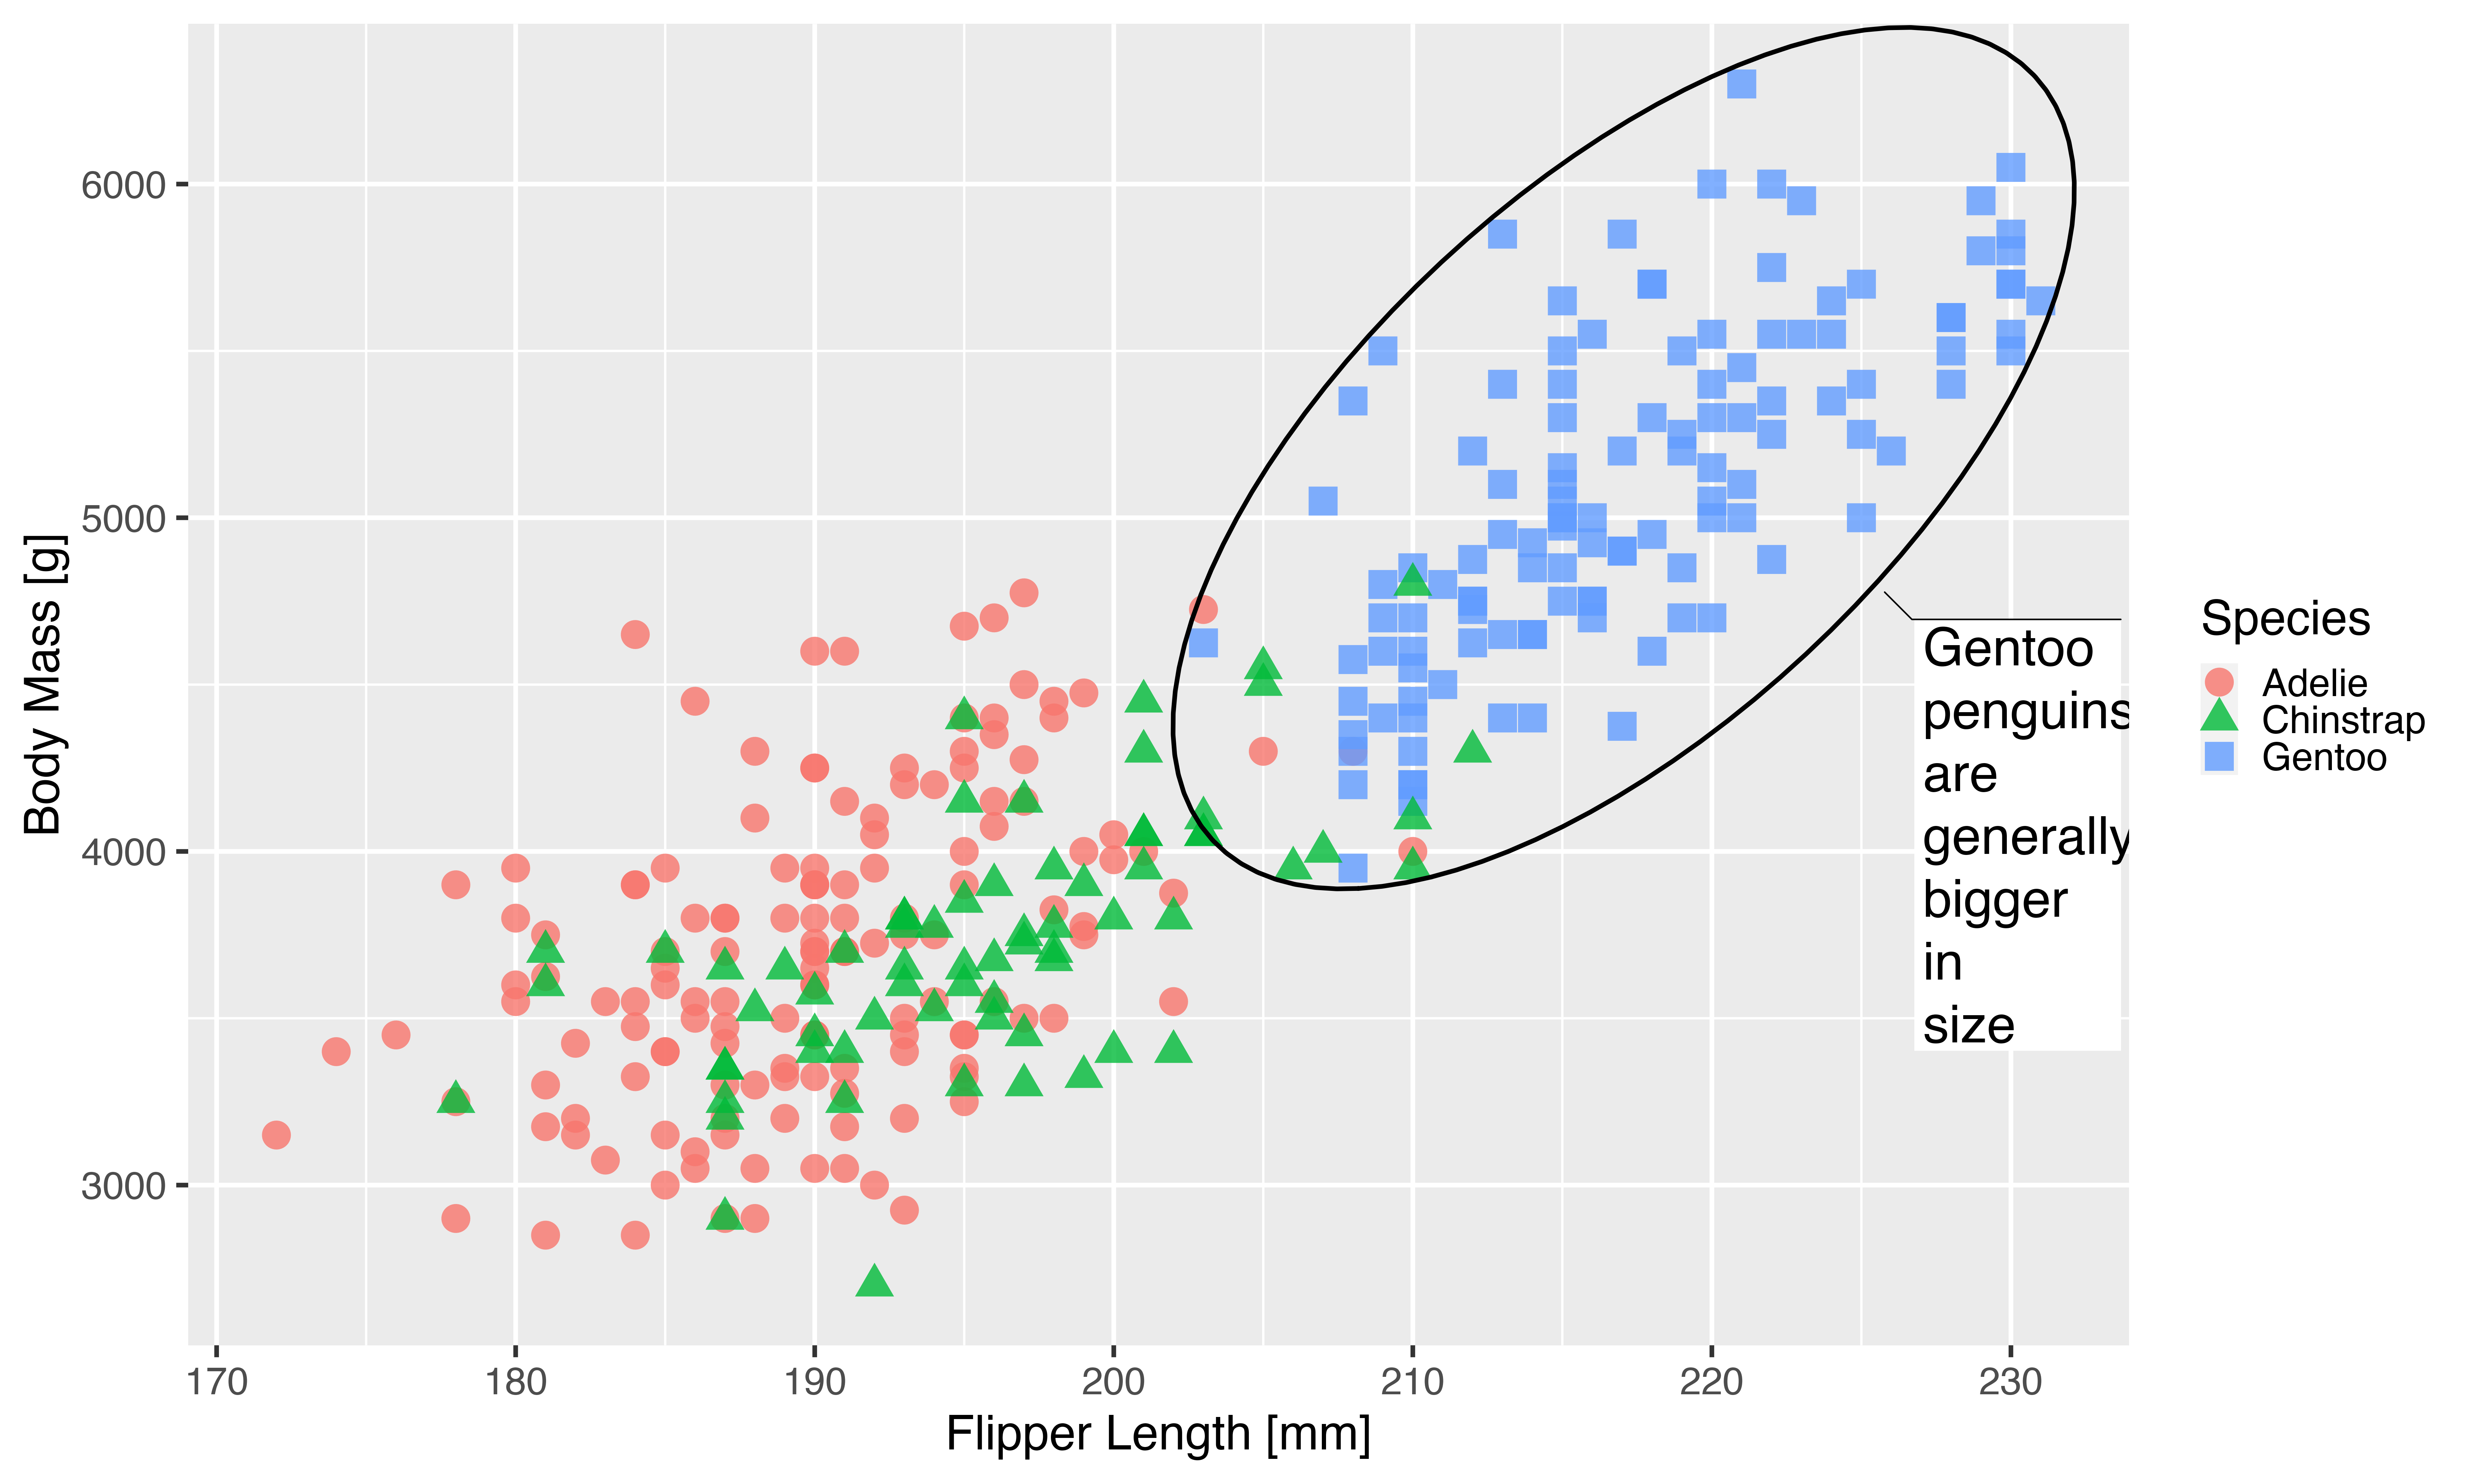 6000
5000
4000
3000
Body Mass [g]
170 180 190 200 210 220 230
Flipper Length [mm]
Gentoo
penguins
are
generally
bigger
in
size
Species
Adelie
Chinstrap
Gentoo